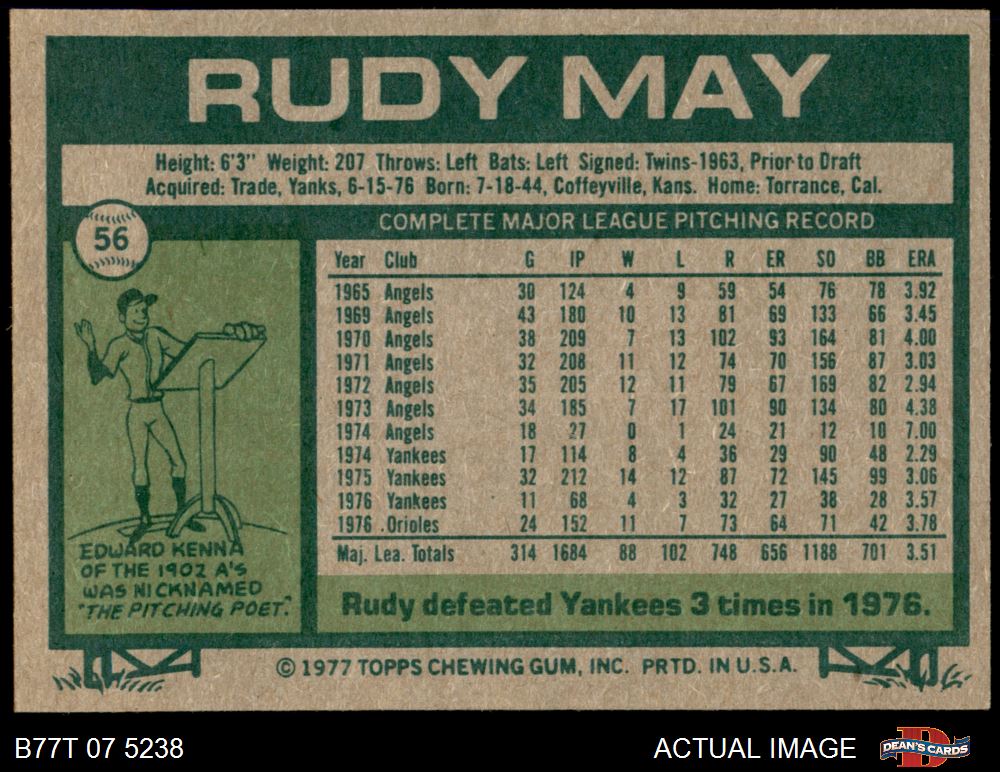 RUDY MAY
Height: 6'3" Weight: 207 Throws: Left Bats: Left Signed: Twins-1963, Prior to Draft
Acquired: Trade, Yanks, 6-15-76 Born: 7-18-44, Coffeyville, Kans. Home: Torrance, Cal.
56
COMPLETE MAJOR LEAGUE PITCHING RECORD
Year Club G IP W L R ER SO BB ERA
1965 Angels 30 124 4 9 59 54 76 78 3.92
1969 Angels 43 180 10 13 81 69 133 66 3.45
1970 Angels 38 209 7 13 102 93 164 81 4.00
1971 Angels 32 208 11 12 74 70 156 87 3.03
1972 Angels 35 205 12 11 79 67 169 82 2.94
1973 Angels 34 185 7 17 101 90 134 80 4.38
1974 Angels 18 27 0 1 24 21 12 10 7.00
1974 Yankees 17 114 8 4 36 29 90 48 2.29
1975 Yankees 32 212 14 12 87 72 145 99 3.06
1976 Yankees 11 68 4 3 32 27 38 28 3.57
1976 Orioles 24 152 11 7 73 64 71 42 3.78
Maj. Lea. Totals 314 1684 88 102 748 656 1188 701 3.51
EDWARD KENNA
OF THE 1902 A'S
WAS NICKNAMED
"THE PITCHING POET".
Rudy defeated Yankees 3 times in 1976.
© 1977 TOPPS CHEWING GUM, INC. PRTD. IN U.S.A.
B77T 07 5238
ACTUAL IMAGE
DEAN'S CARDS